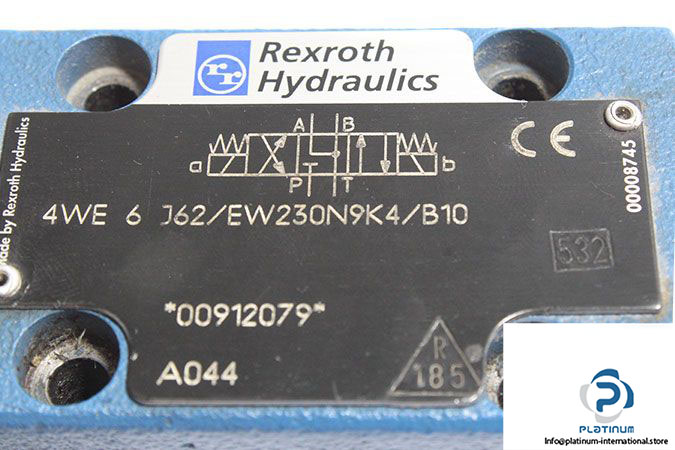 Rexroth
Hydraulics
made by Rexroth Hydraulics
A B
a b
P T
T
CE
00008745
4WE 6 J62/EW230N9K4/B10
532
*00912079*
A044
R
185
PLATINUM
Info@platinum-international.store